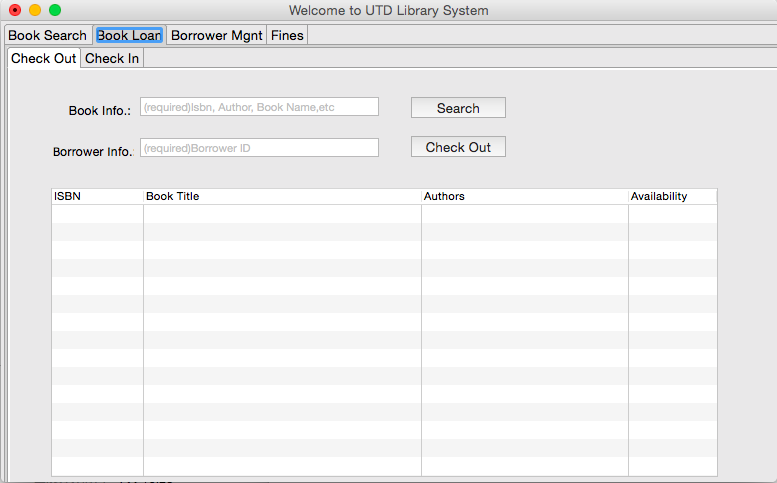 Welcome to UTD Library System
Book Search Book Loan Borrower Mgnt Fines
Check Out Check In
Book Info.: (required)Isbn, Author, Book Name,etc Search
Borrower Info.: (required)Borrower ID Check Out
ISBN Book Title Authors Availability